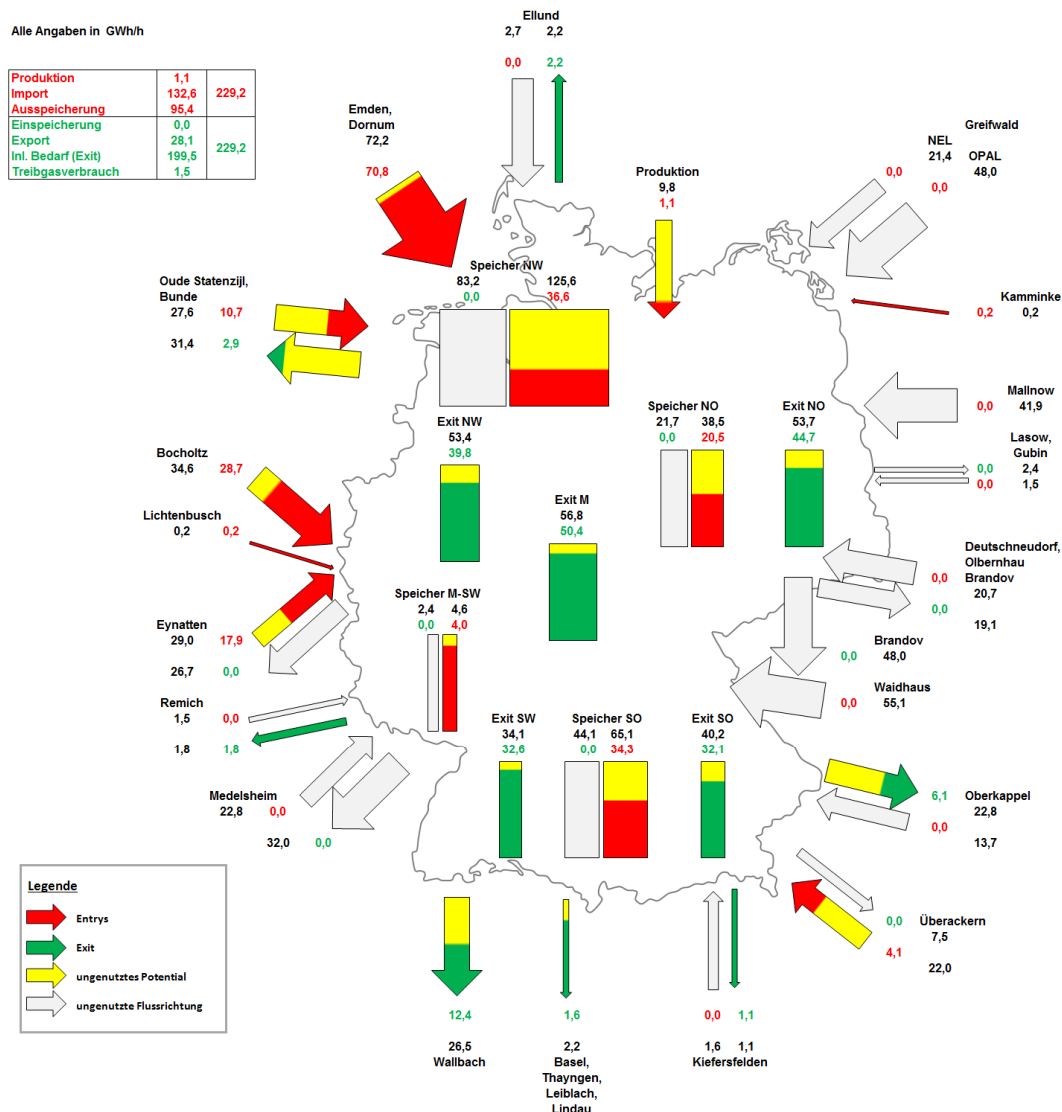 Alle Angaben in GWh/h
Produktion 1,1
Import 132,6 229,2
Ausspeicherung 95,4
Einspeicherung 0,0
Export 28,1 229,2
Inl. Bedarf (Exit) 199,5
Treibgasverbrauch 1,5
Ellund
2,7 2,2
0,0 2,2
Emden,
Dornum
72,2
70,8
Produktion
9,8
1,1
Greifwald
NEL
21,4 OPAL
48,0
0,0
0,0
Speicher NW
83,2 125,6
0,0 36,6
Oude Statenzijl,
Bunde
27,6 10,7
31,4 2,9
Kamminke
0,2 0,2
Mallnow
0,0 41,9
Exit NW
53,4
39,8
Speicher NO
21,7 38,5
0,0 20,5
Exit NO
53,7
44,7
Lasow,
Gubin
0,0 2,4
0,0 1,5
Bocholtz
34,6 28,7
Exit M
56,8
50,4
Lichtenbusch
0,2 0,2
Deutschneudorf,
Olbernhau
0,0 Brandov
20,7
0,0
19,1
Speicher M-SW
2,4 4,6
0,0 4,0
Eynatten
29,0 17,9
26,7 0,0
Brandov
0,0 48,0
Waidhaus
0,0 55,1
Remich
1,5 0,0
1,8 1,8
Exit SW
34,1
32,6
Speicher SO
44,1 65,1
0,0 34,3
Exit SO
40,2
32,1
Medelsheim
22,8 0,0
32,0 0,0
6,1 Oberkappel
22,8
0,0
13,7
Legende
Entrys
Exit
ungenutztes Potential
ungenutzte Flussrichtung
0,0 Überackern
7,5
4,1
22,0
12,4
26,5
Wallbach
1,6
2,2
Basel,
Thayngen,
Leiblach,
Lindau
0,0 1,1
1,6 1,1
Kiefersfelden